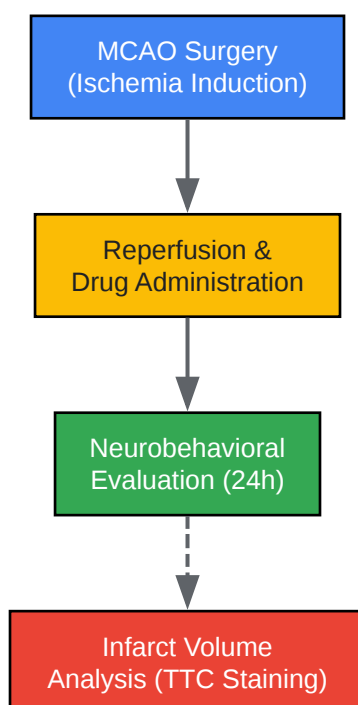 MCAO Surgery
(Ischemia Induction)
Reperfusion &
Drug Administration
Neurobehavioral
Evaluation (24h)
Infarct Volume
Analysis (TTC Staining)